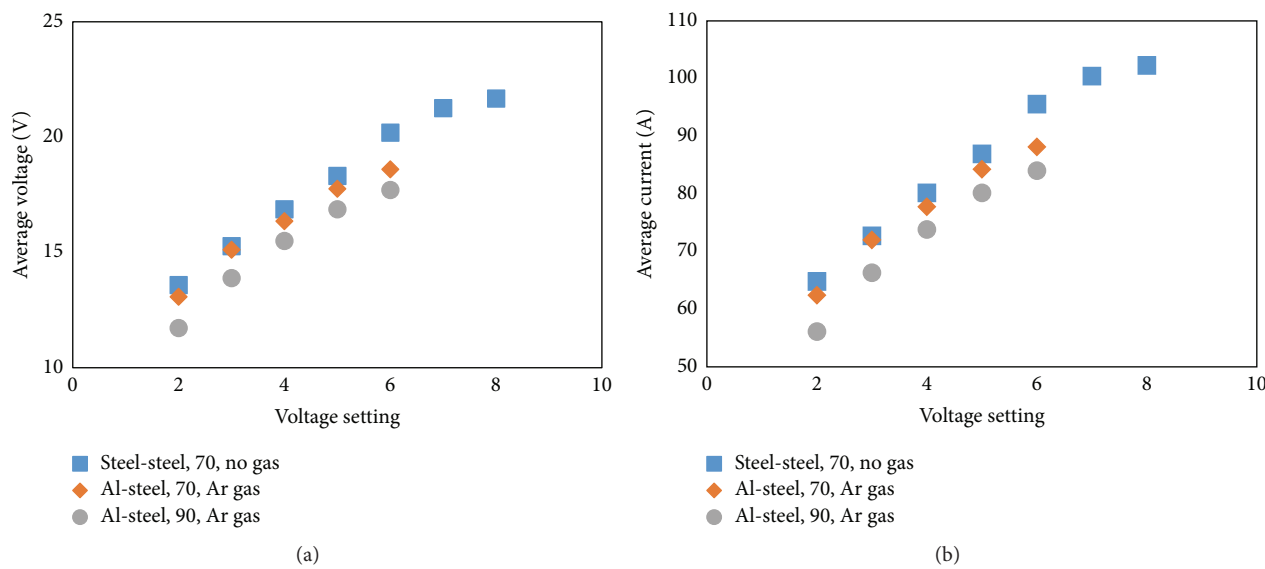 25
20
15
10
Average voltage (V)
0
2
4
6
8
10
Voltage setting
Steel-steel, 70, no gas
Al-steel, 70, Ar gas
Al-steel, 90, Ar gas
(a)
110
100
90
80
70
60
50
Average current (A)
0
2
4
6
8
10
Voltage setting
Steel-steel, 70, no gas
Al-steel, 70, Ar gas
Al-steel, 90, Ar gas
(b)